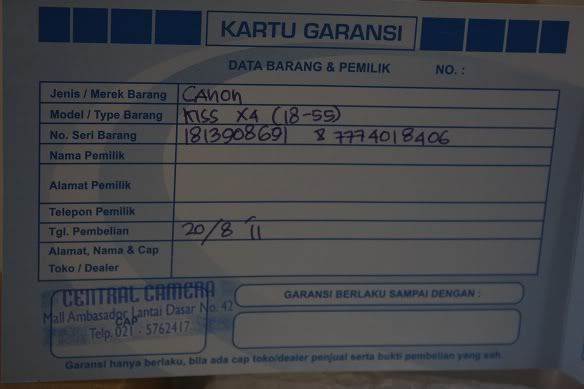 KARTU GARANSI
DATA BARANG & PEMILIK NO. :
Jenis / Merek Barang CANON
Model / Type Barang KISS X4 (18-55)
No. Seri Barang 1813908691 & 7774018406
Nama Pemilik
Alamat Pemilik
Telepon Pemilik
Tgl. Pembelian 20/8 '11
Alamat, Nama & Cap
Toko / Dealer
CENTRAL CAMERA
Mall Ambasador Lantai Dasar No. 42
CAP
Telp. 021 - 5762417
GARANSI BERLAKU SAMPAI DENGAN :
Garansi hanya berlaku, bila ada cap toko/dealer penjual serta bukti pembelian yang sah.